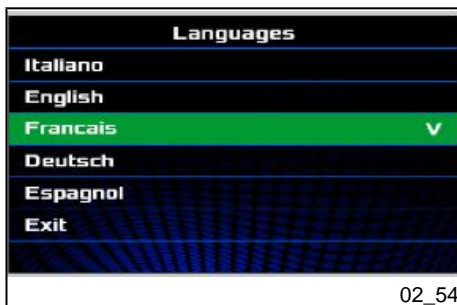 Languages
Italiano
English
Francais V
Deutsch
Espagnol
Exit
02_54